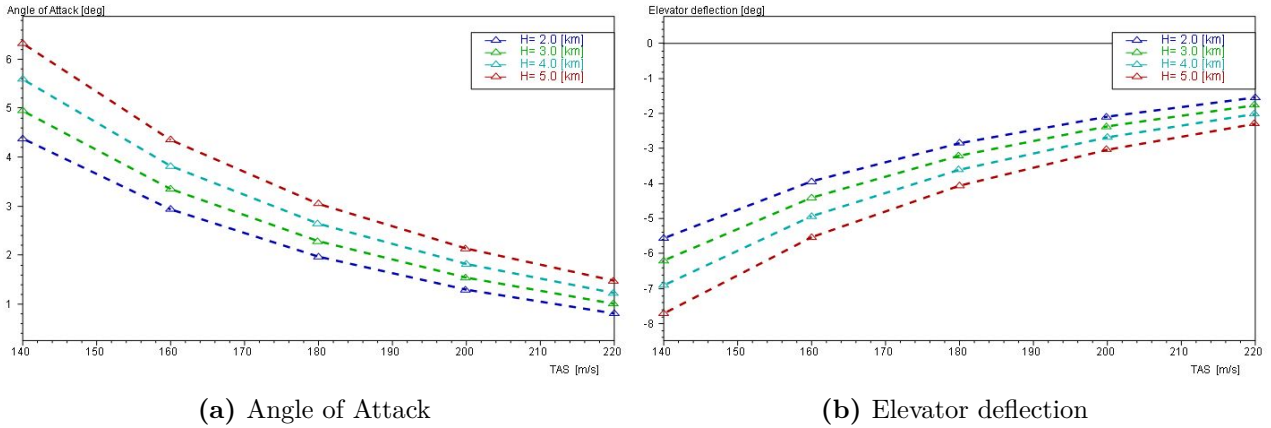 Angle of Attack [deg]
H= 2.0 [km]
H= 3.0 [km]
H= 4.0 [km]
H= 5.0 [km]
6
5
4
3
2
1
140 150 160 170 180 190 200 210 220
TAS [m/s]
(a) Angle of Attack
Elevator deflection [deg]
H= 2.0 [km]
H= 3.0 [km]
H= 4.0 [km]
H= 5.0 [km]
0
-1
-2
-3
-4
-5
-6
-7
-8
140 150 160 170 180 190 200 210 220
TAS [m/s]
(b) Elevator deflection